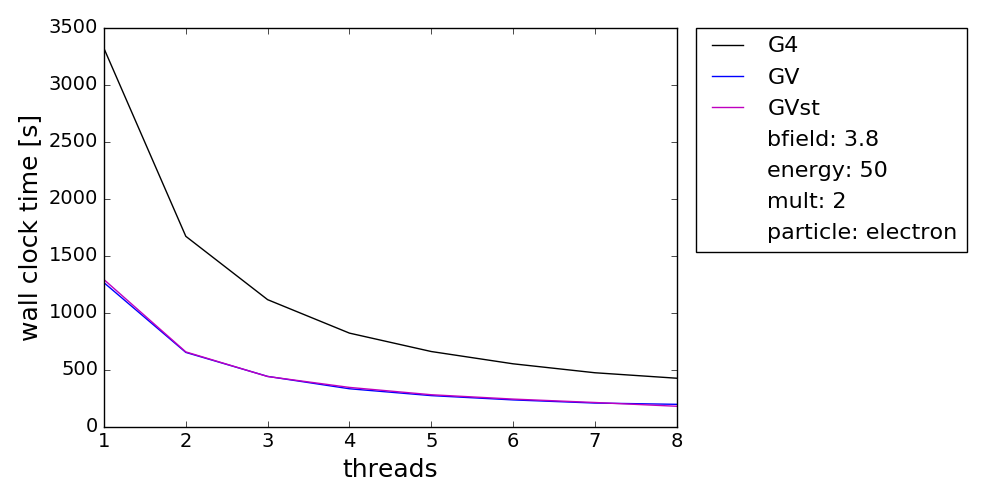 3500
3000
2500
2000
1500
1000
500
0
wall clock time [s]
1 2 3 4 5 6 7 8
threads
G4
GV
GVst
bfield: 3.8
energy: 50
mult: 2
particle: electron